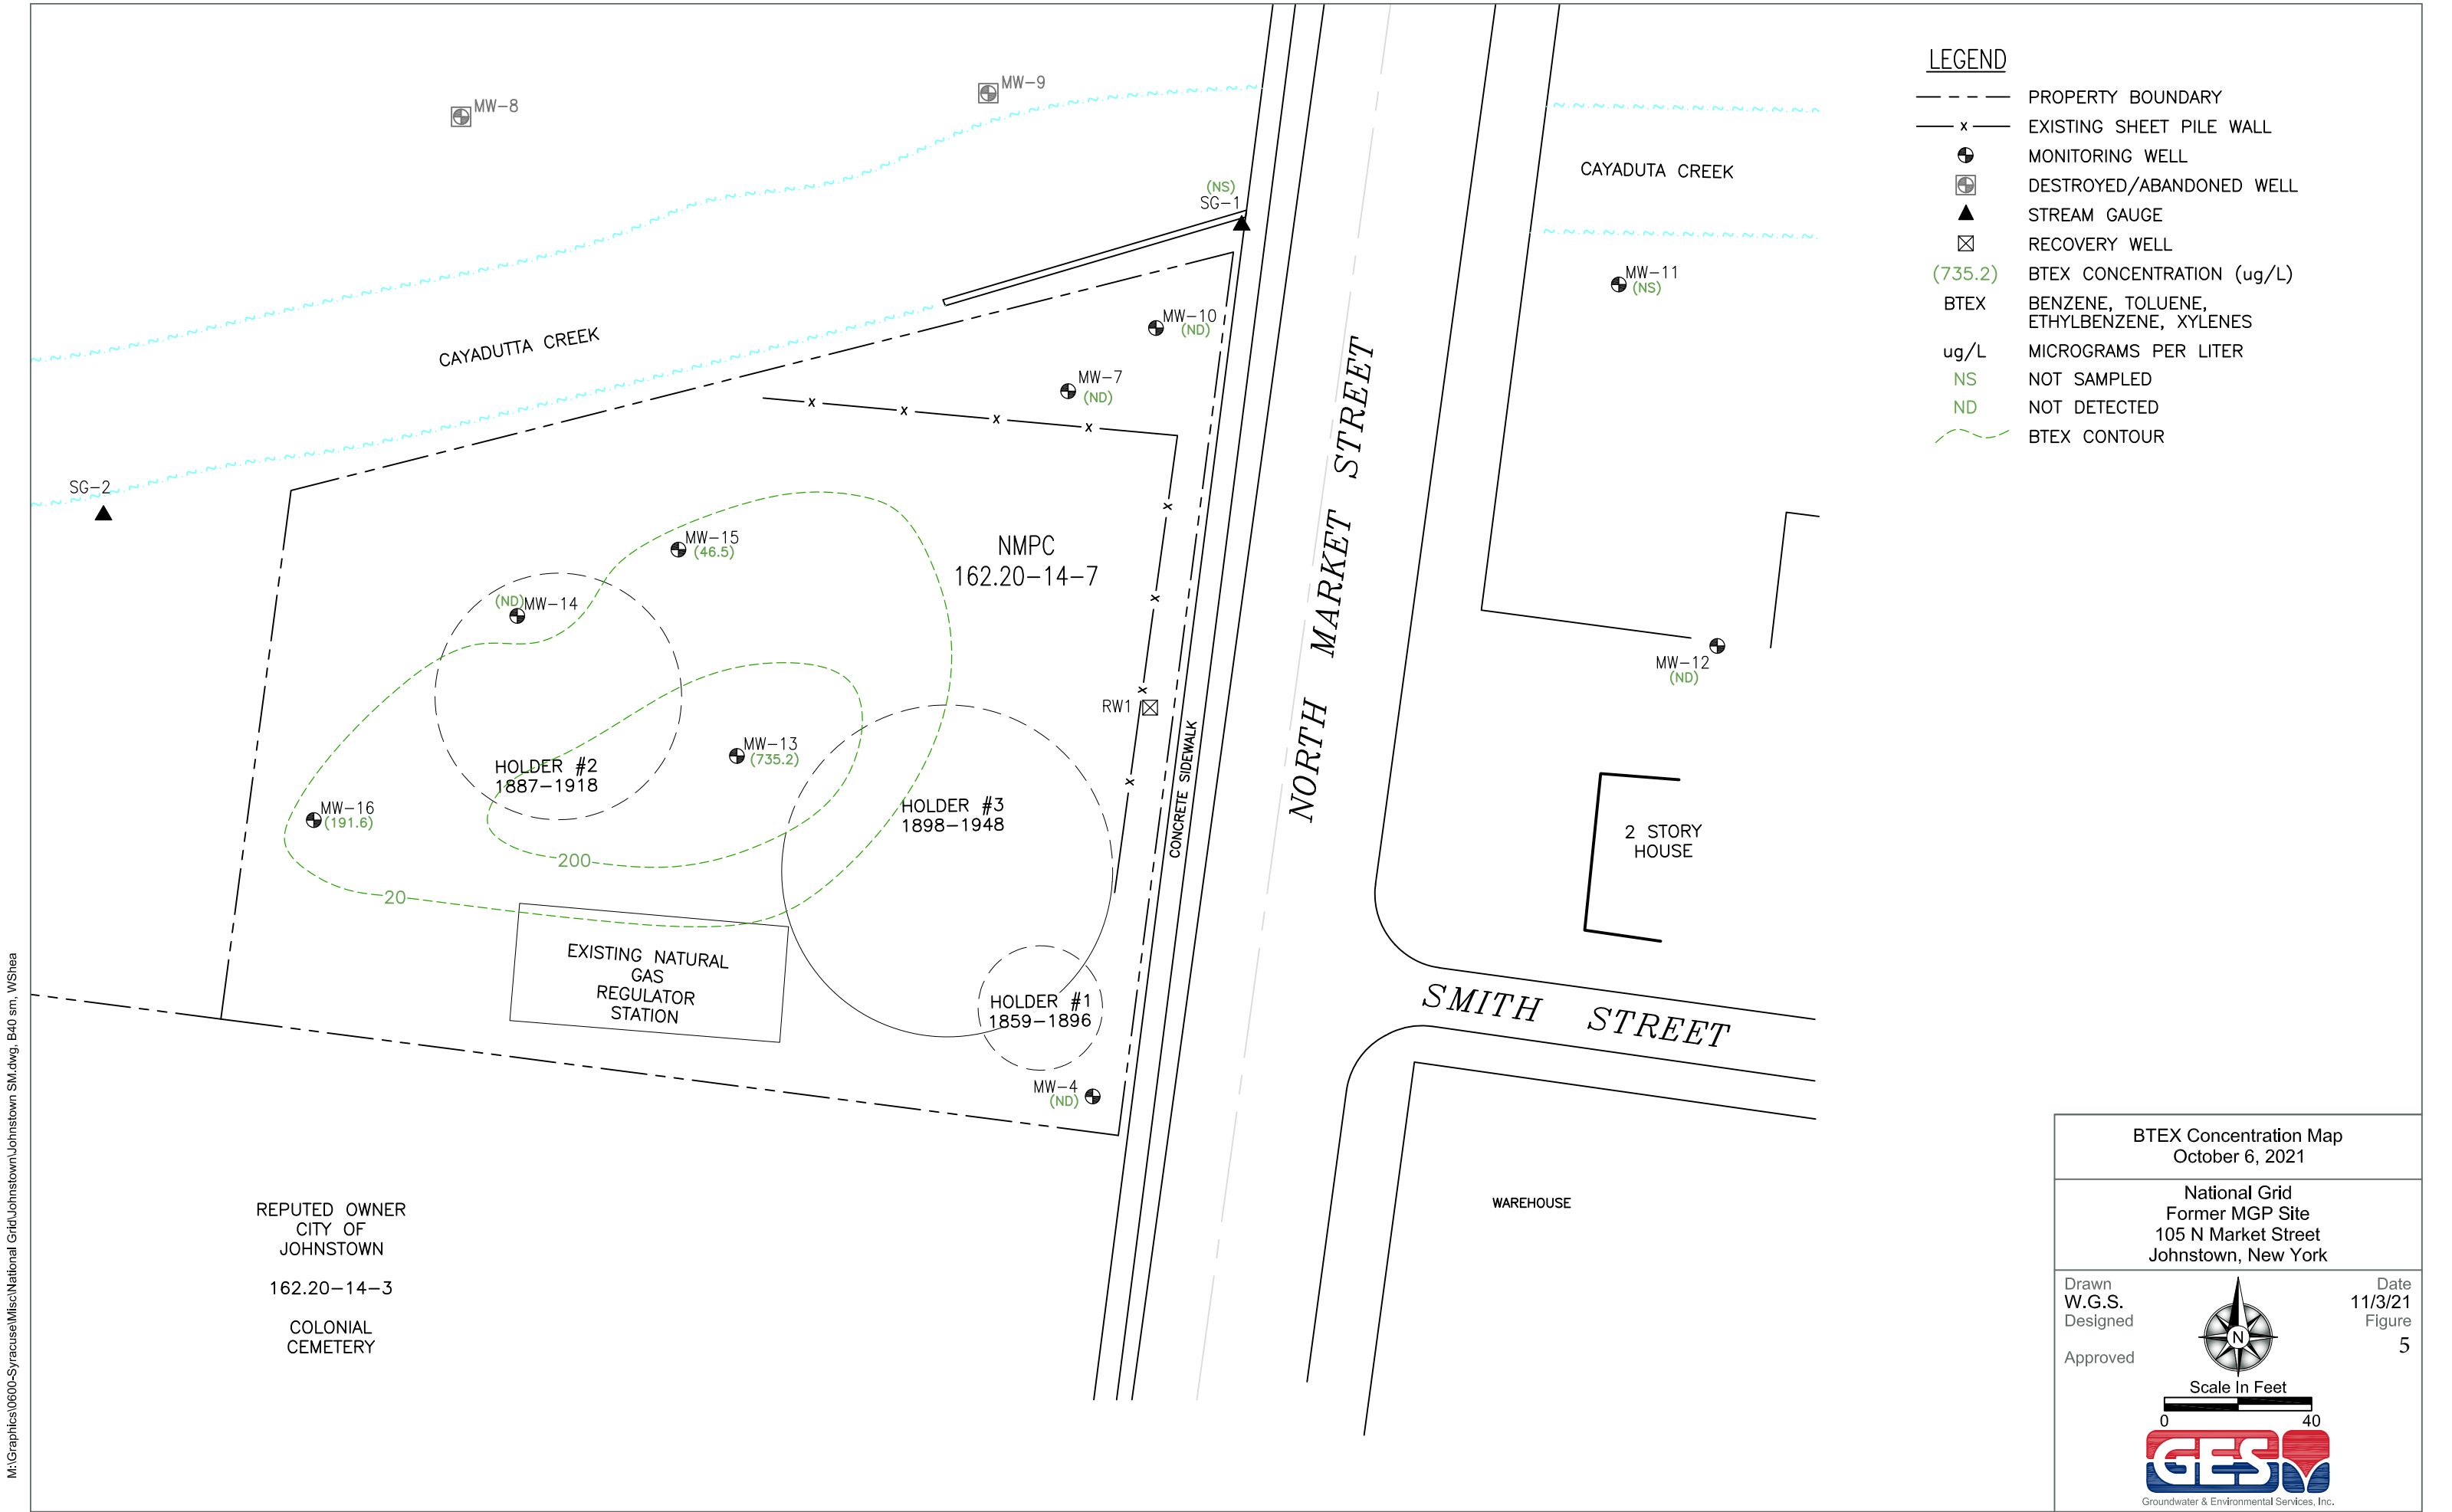 MW-8
MW-9
CAYADUTTA CREEK
(NS)
SG-1
MW-10
(ND)
MW-7
(ND)
SG-2
MW-15
(46.5)
NMPC
162.20-14-7
(ND)
MW-14
RW1
MW-13
(735.2)
HOLDER #2
1887-1918
MW-16
(191.6)
HOLDER #3
1898-1948
200
20
EXISTING NATURAL
GAS
REGULATOR
STATION
HOLDER #1
1859-1896
MW-4
(ND)
CONCRETE SIDEWALK
NORTH MARKET STREET
CAYADUTA CREEK
MW-11
(NS)
MW-12
(ND)
2 STORY
HOUSE
SMITH STREET
WAREHOUSE
REPUTED OWNER
CITY OF
JOHNSTOWN
162.20-14-3
COLONIAL
CEMETERY
LEGEND
PROPERTY BOUNDARY
x EXISTING SHEET PILE WALL
MONITORING WELL
DESTROYED/ABANDONED WELL
STREAM GAUGE
RECOVERY WELL
(735.2) BTEX CONCENTRATION (ug/L)
BTEX BENZENE, TOLUENE,
ETHYLBENZENE, XYLENES
ug/L MICROGRAMS PER LITER
NS NOT SAMPLED
ND NOT DETECTED
BTEX CONTOUR
BTEX Concentration Map
October 6, 2021
National Grid
Former MGP Site
105 N Market Street
Johnstown, New York
Drawn
W.G.S.
Designed
Approved
N
Date
11/3/21
Figure
5
Scale In Feet
0 40
GES
Groundwater & Environmental Services, Inc.
M:\Graphics\0600-Syracuse\Misc\National Grid\Johnstown\Johnstown SM.dwg, B40 sm, WShea